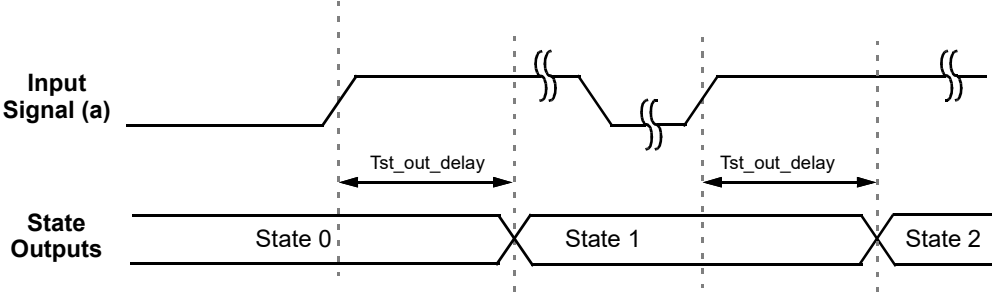 Input
Signal (a)
Tst_out_delay
Tst_out_delay
State
Outputs
State 0
State 1
State 2